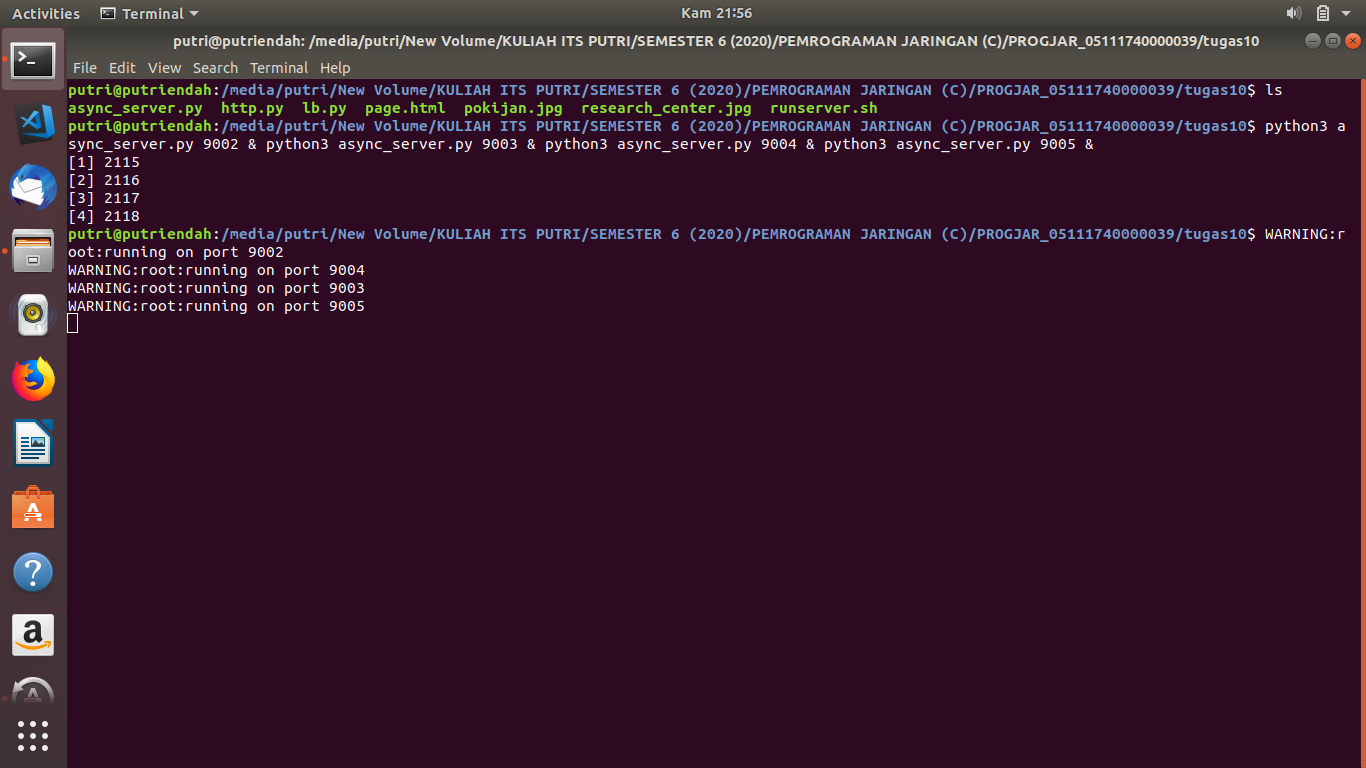 Activities Terminal Kam 21:56
putri@putriendah: /media/putri/New Volume/KULIAH ITS PUTRI/SEMESTER 6 (2020)/PEMROGRAMAN JARINGAN (C)/PROGJAR_05111740000039/tugas10
File Edit View Search Terminal Help
putri@putriendah:/media/putri/New Volume/KULIAH ITS PUTRI/SEMESTER 6 (2020)/PEMROGRAMAN JARINGAN (C)/PROGJAR_05111740000039/tugas10$ ls
async_server.py http.py lb.py page.html pokijan.jpg research_center.jpg runserver.sh
putri@putriendah:/media/putri/New Volume/KULIAH ITS PUTRI/SEMESTER 6 (2020)/PEMROGRAMAN JARINGAN (C)/PROGJAR_05111740000039/tugas10$ python3 a
sync_server.py 9002 & python3 async_server.py 9003 & python3 async_server.py 9004 & python3 async_server.py 9005 &
[1] 2115
[2] 2116
[3] 2117
[4] 2118
putri@putriendah:/media/putri/New Volume/KULIAH ITS PUTRI/SEMESTER 6 (2020)/PEMROGRAMAN JARINGAN (C)/PROGJAR_05111740000039/tugas10$ WARNING:r
oot:running on port 9002
WARNING:root:running on port 9004
WARNING:root:running on port 9003
WARNING:root:running on port 9005